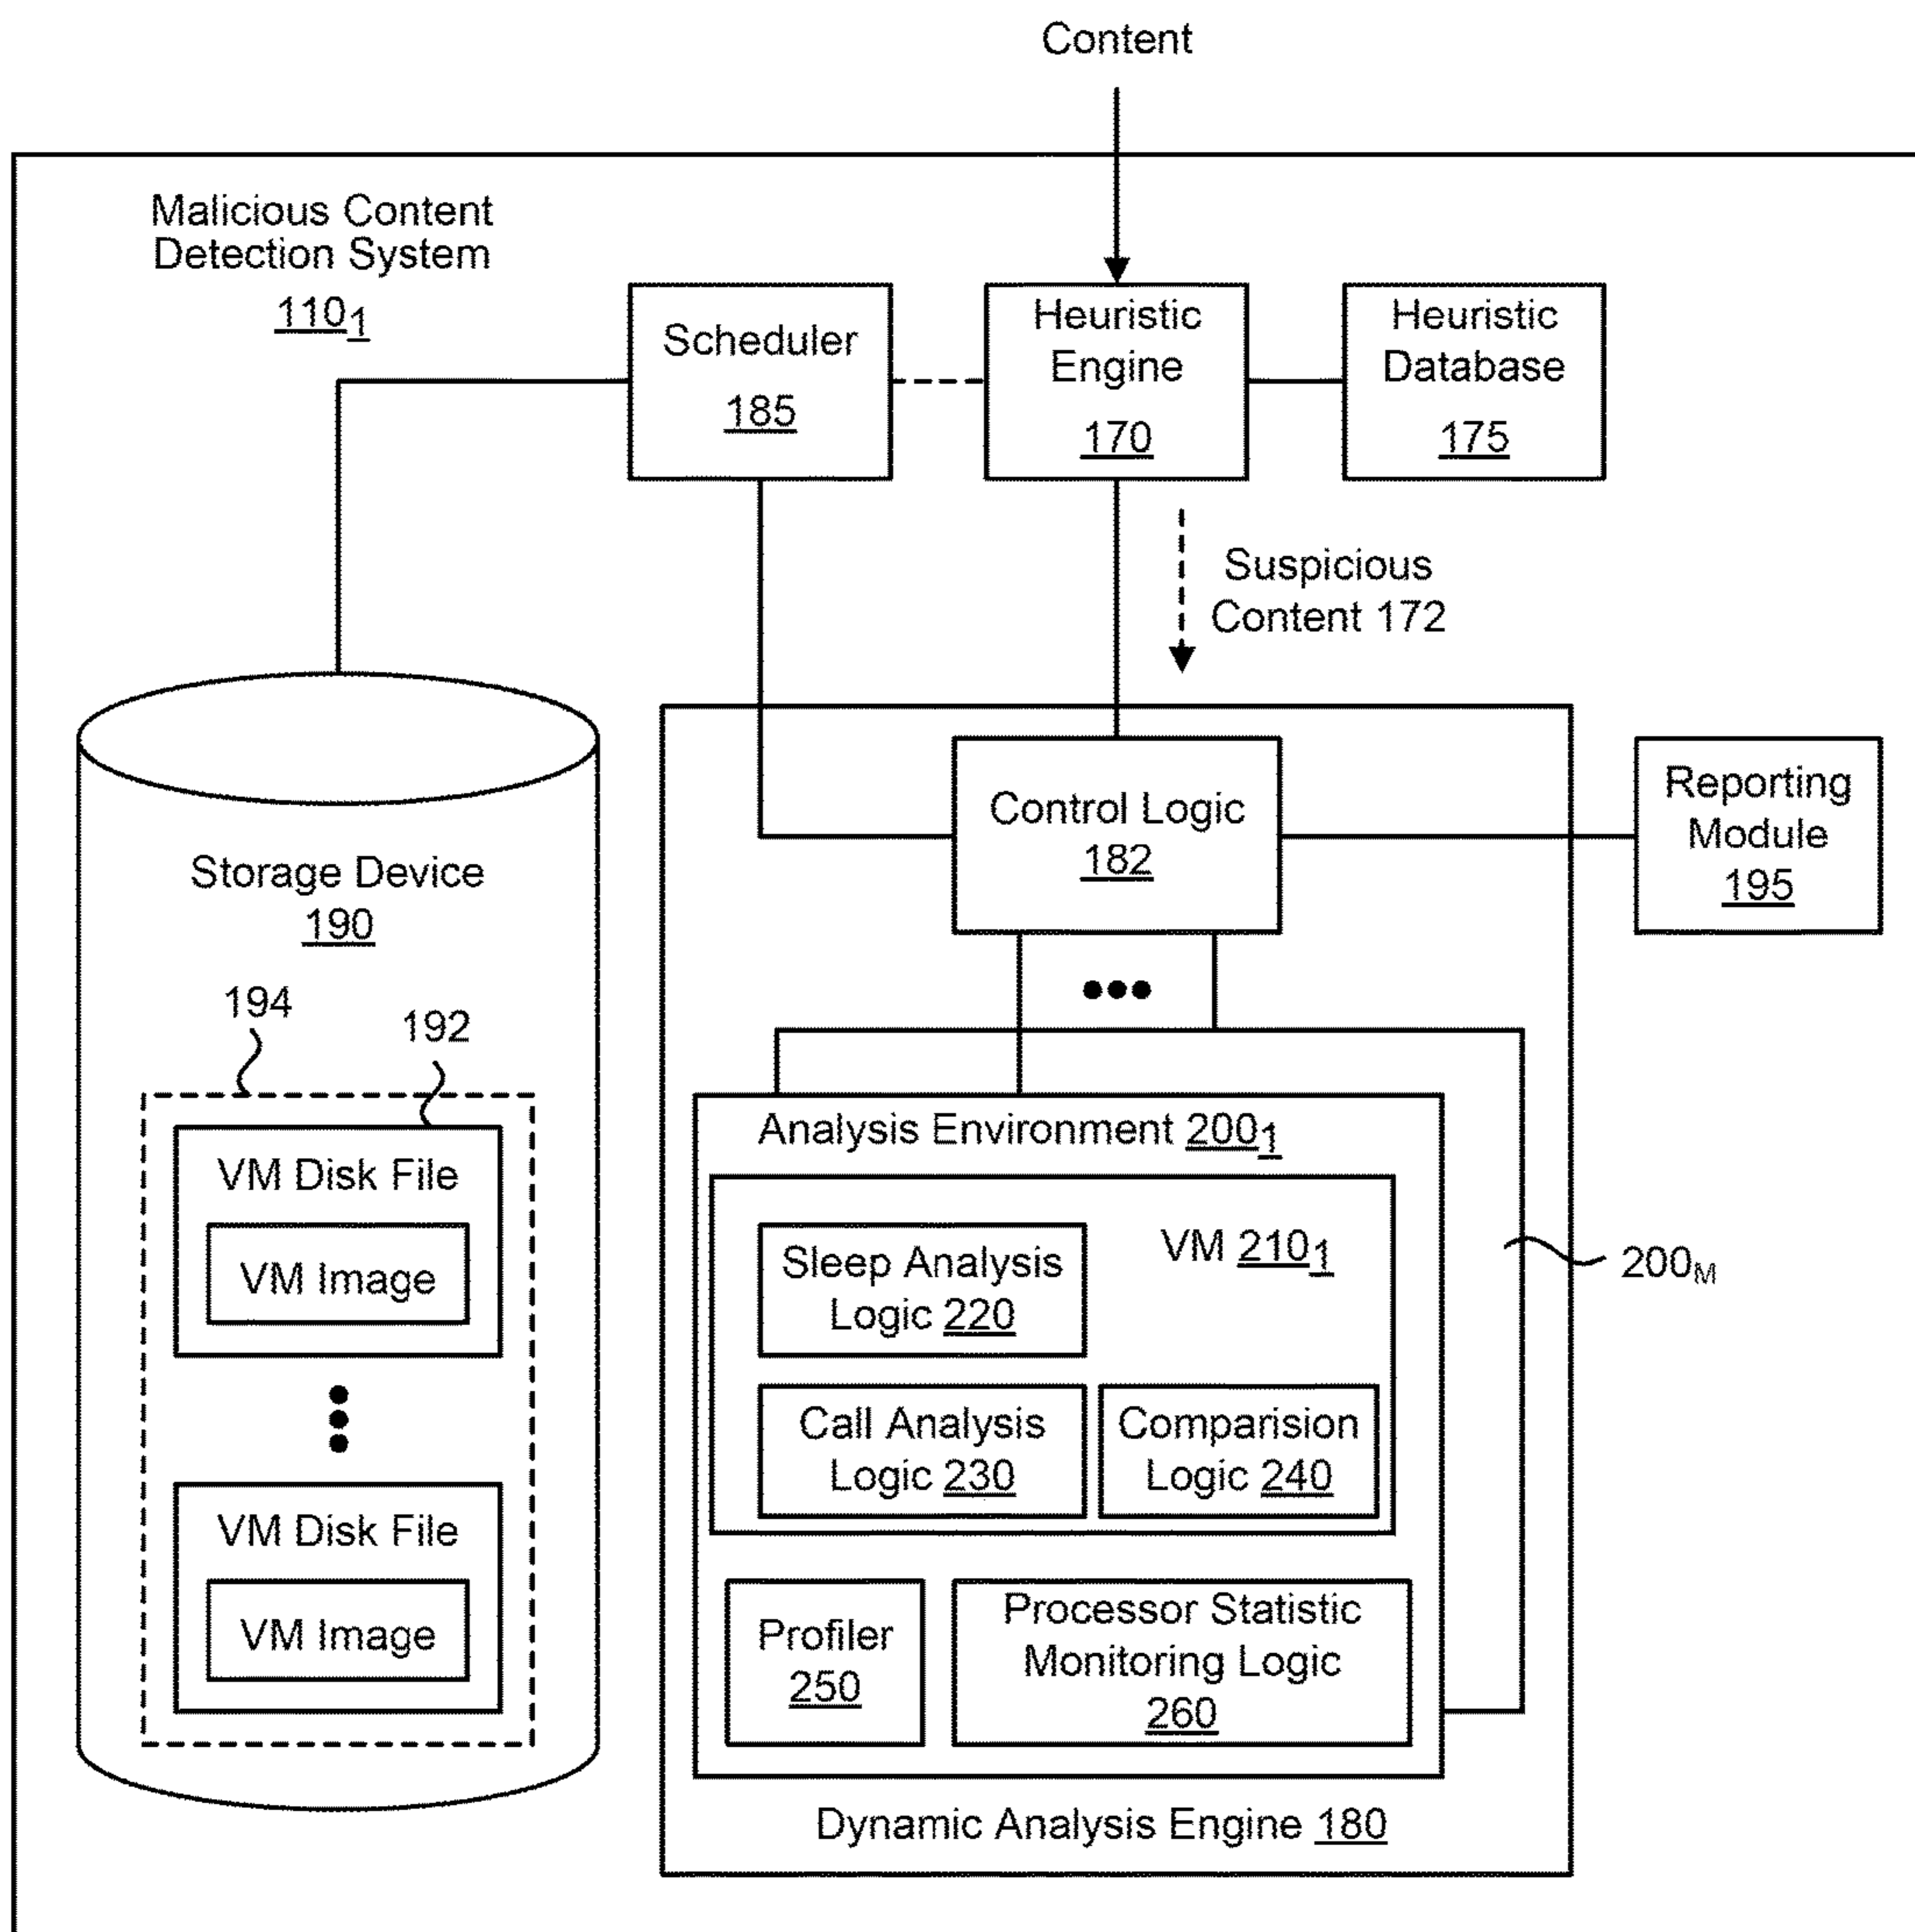 Content
Malicious Content
Detection System
110₁
Scheduler
185
Heuristic
Engine
170
Heuristic
Database
175
Suspicious
Content 172
Storage Device
190
194
192
VM Disk File
VM Image
VM Disk File
VM Image
Control Logic
182
Reporting
Module
195
Analysis Environment 200₁
VM 210₁
Sleep Analysis
Logic 220
Call Analysis
Logic 230
Comparision
Logic 240
200M
Profiler
250
Processor Statistic
Monitoring Logic
260
Dynamic Analysis Engine 180